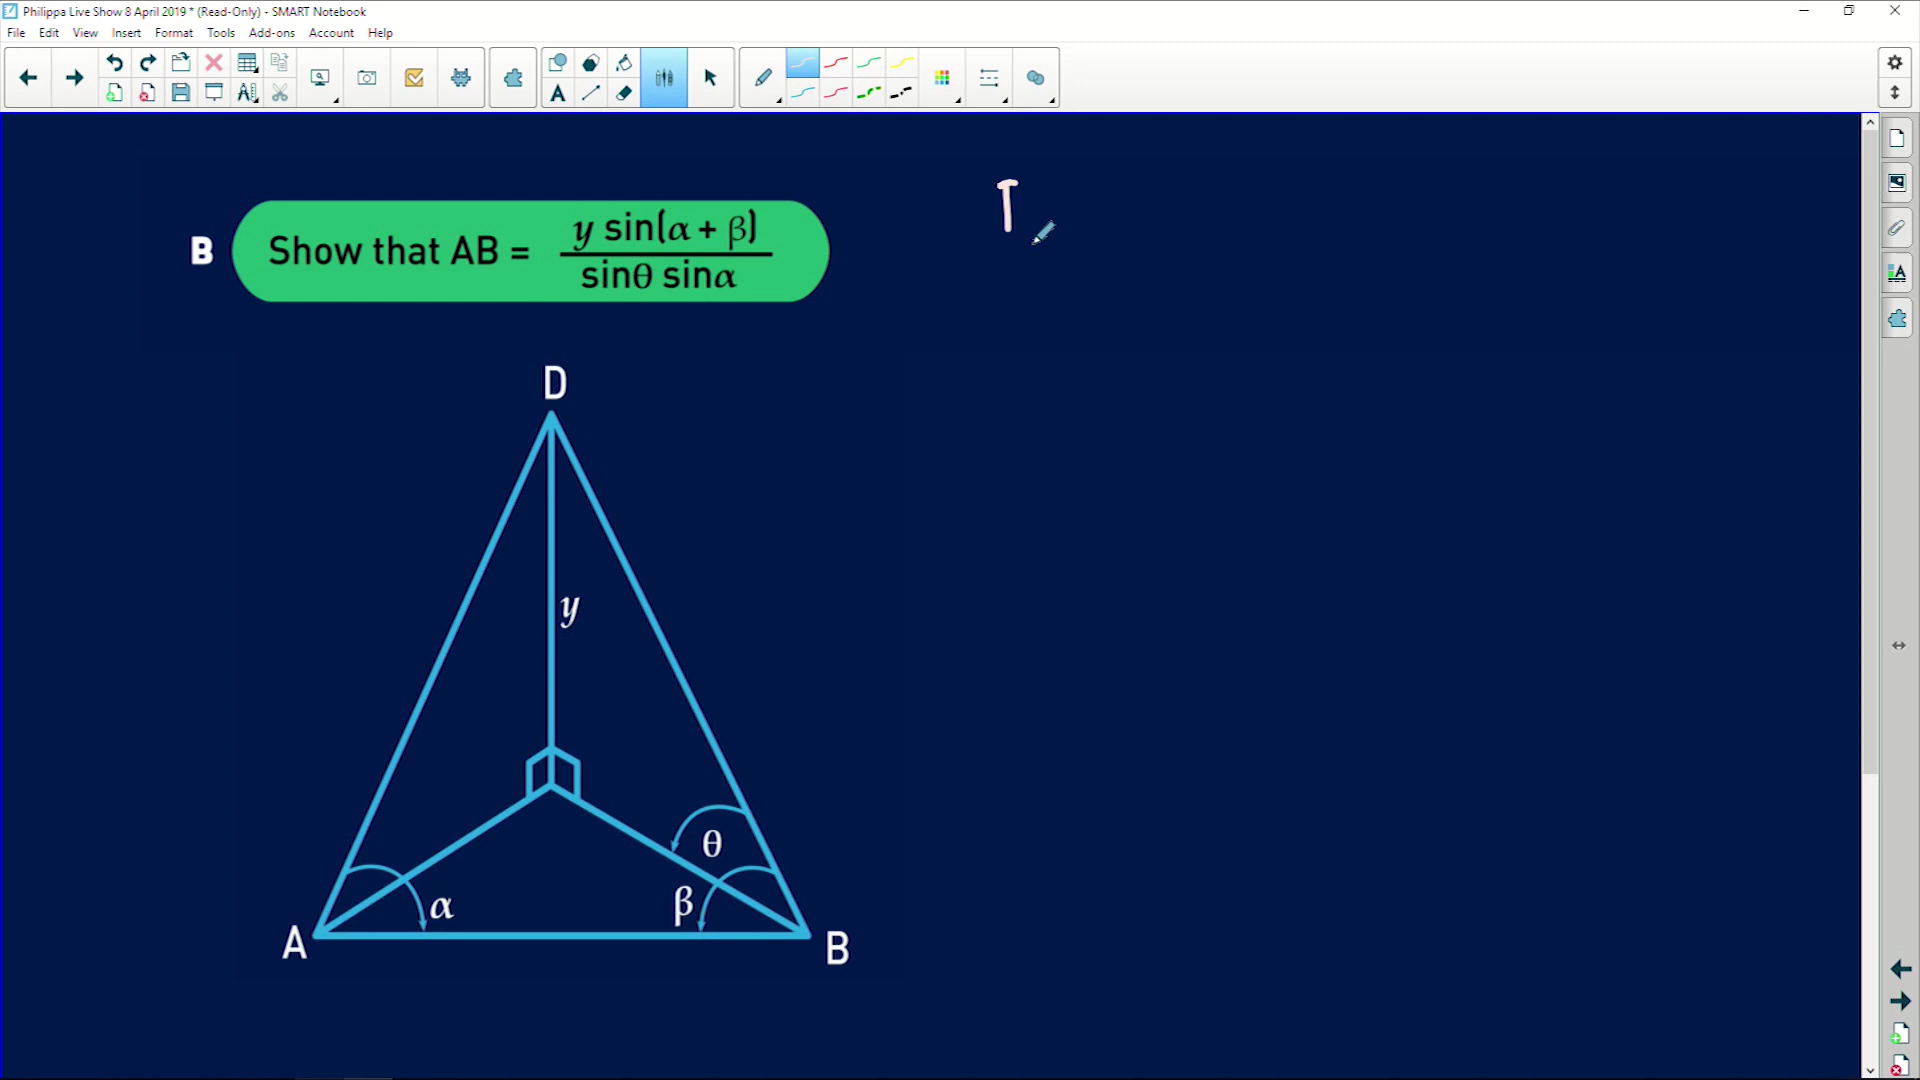 Philippa Live Show 8 April 2019 * (Read-Only) - SMART Notebook
File Edit View Insert Format Tools Add-ons Account Help
B Show that AB = y sin(α + β)
sinθ sinα
D
y
θ
α
β
A
B